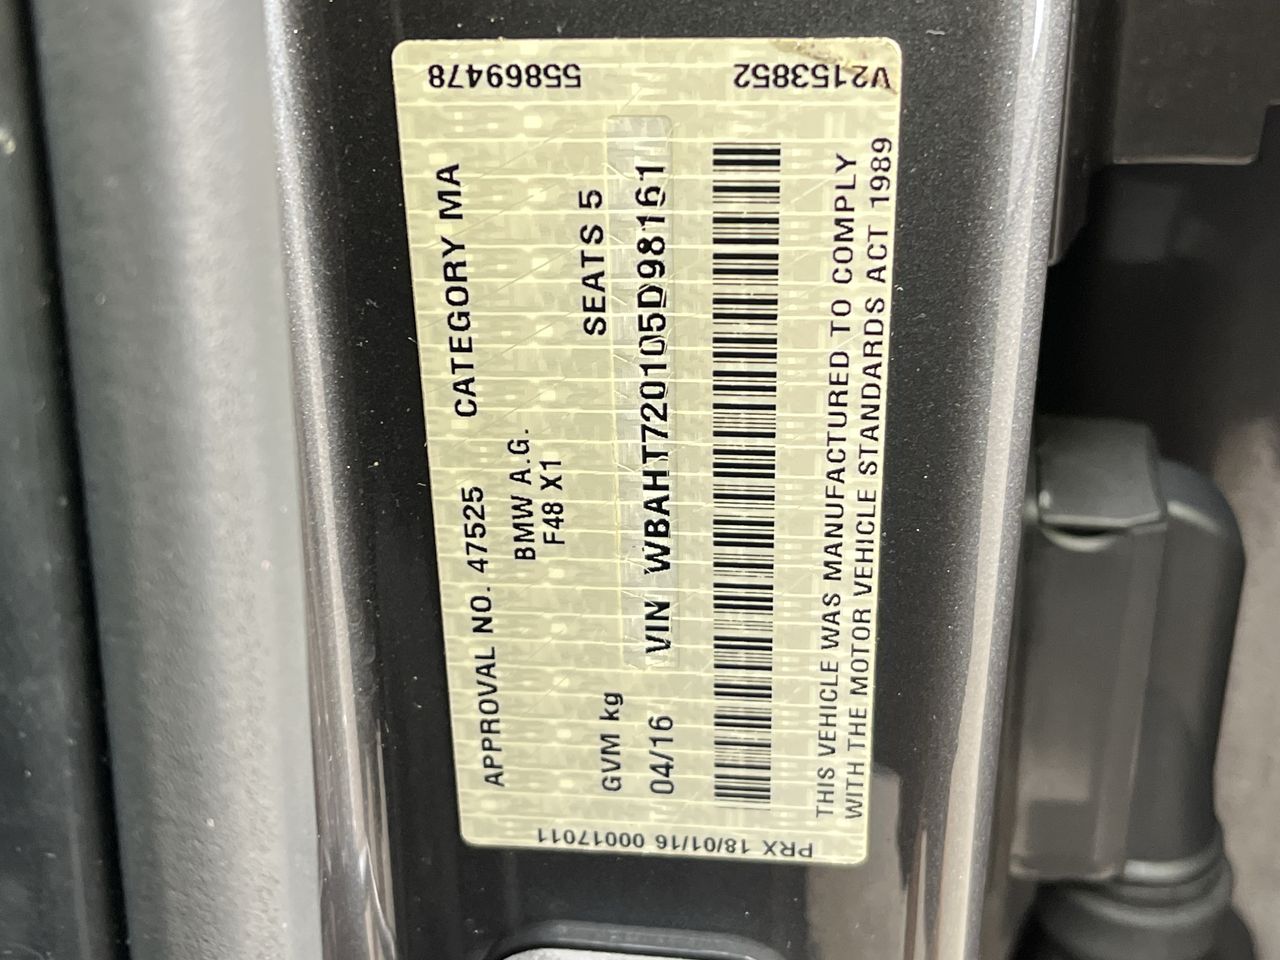 APPROVAL NO. 47525 CATEGORY MA
BMW A.G.
F48 X1
GVM kg SEATS 5
04/16 VIN WBAHT720105D98161
THIS VEHICLE WAS MANUFACTURED TO COMPLY
WITH THE MOTOR VEHICLE STANDARDS ACT 1989
55869478
V2153852
PRX 18/01/16 00017011